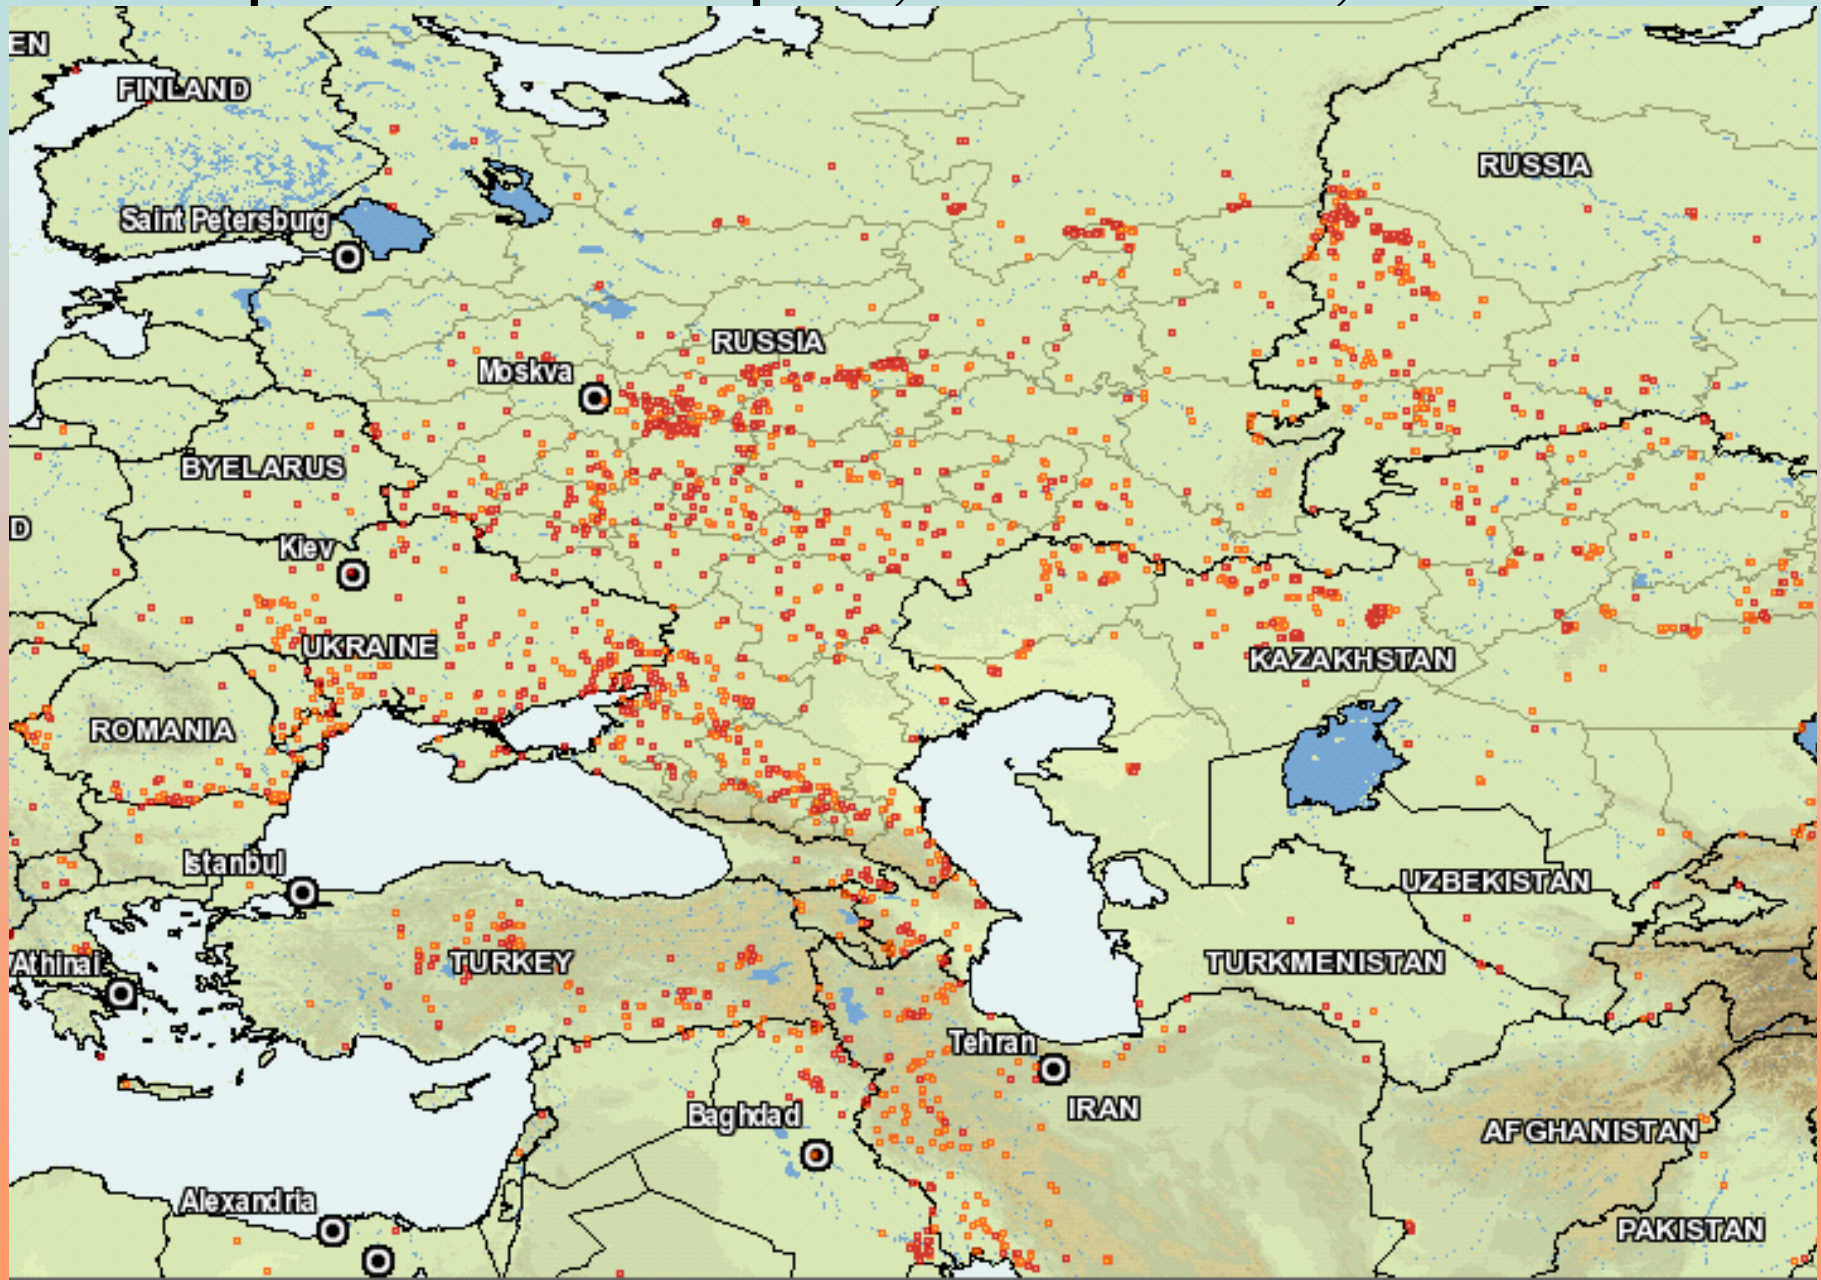 EN
FINLAND
RUSSIA
Saint Petersburg
RUSSIA
Moskva
BYELARUS
D
Kiev
UKRAINE
KAZAKHSTAN
ROMANIA
Istanbul
UZBEKISTAN
Athinai
TURKEY
TURKMENISTAN
Tehran
Baghdad
IRAN
AFGHANISTAN
Alexandria
PAKISTAN